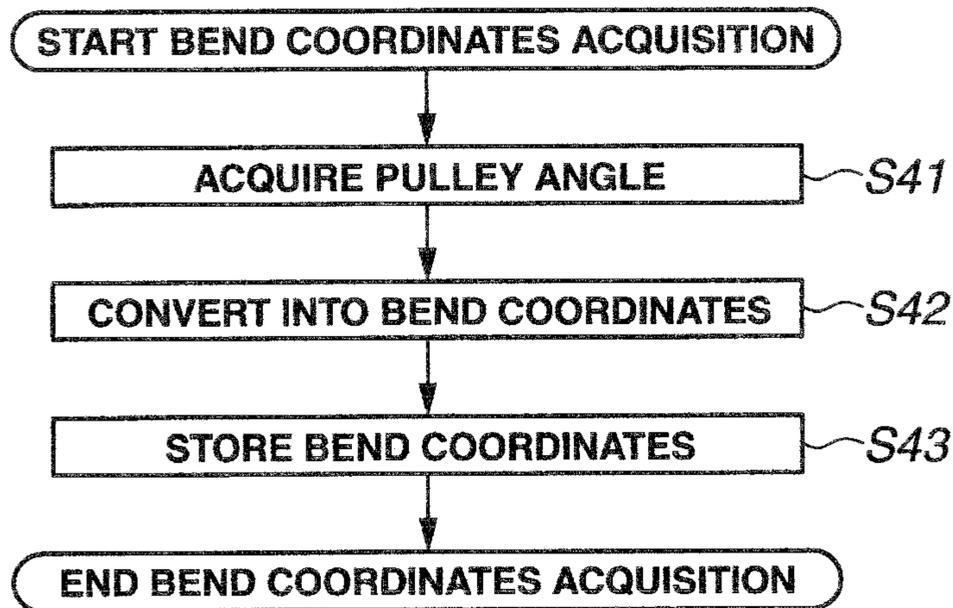 START BEND COORDINATES ACQUISITION
ACQUIRE PULLEY ANGLE
S41
CONVERT INTO BEND COORDINATES
S42
STORE BEND COORDINATES
S43
END BEND COORDINATES ACQUISITION